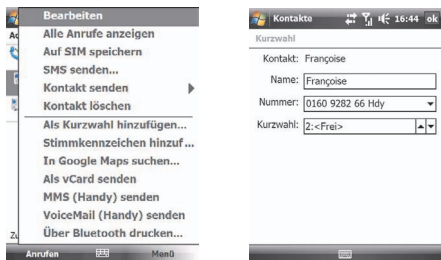 Bearbeiten
Alle Anrufe anzeigen
Auf SIM speichern
SMS senden...
Kontakt senden
Kontakt löschen
Als Kurzwahl hinzufügen...
Stimmkennzeichen hinzuf...
In Google Maps suchen...
Als vCard senden
MMS (Handy) senden
VoiceMail (Handy) senden
Über Bluetooth drucken...
Anrufen Menü
Kontakte 16:44 ok
Kurzwahl
Kontakt: Françoise
Name: Françoise
Nummer: 0160 9282 66 Hdy
Kurzwahl: 2:<Frei>